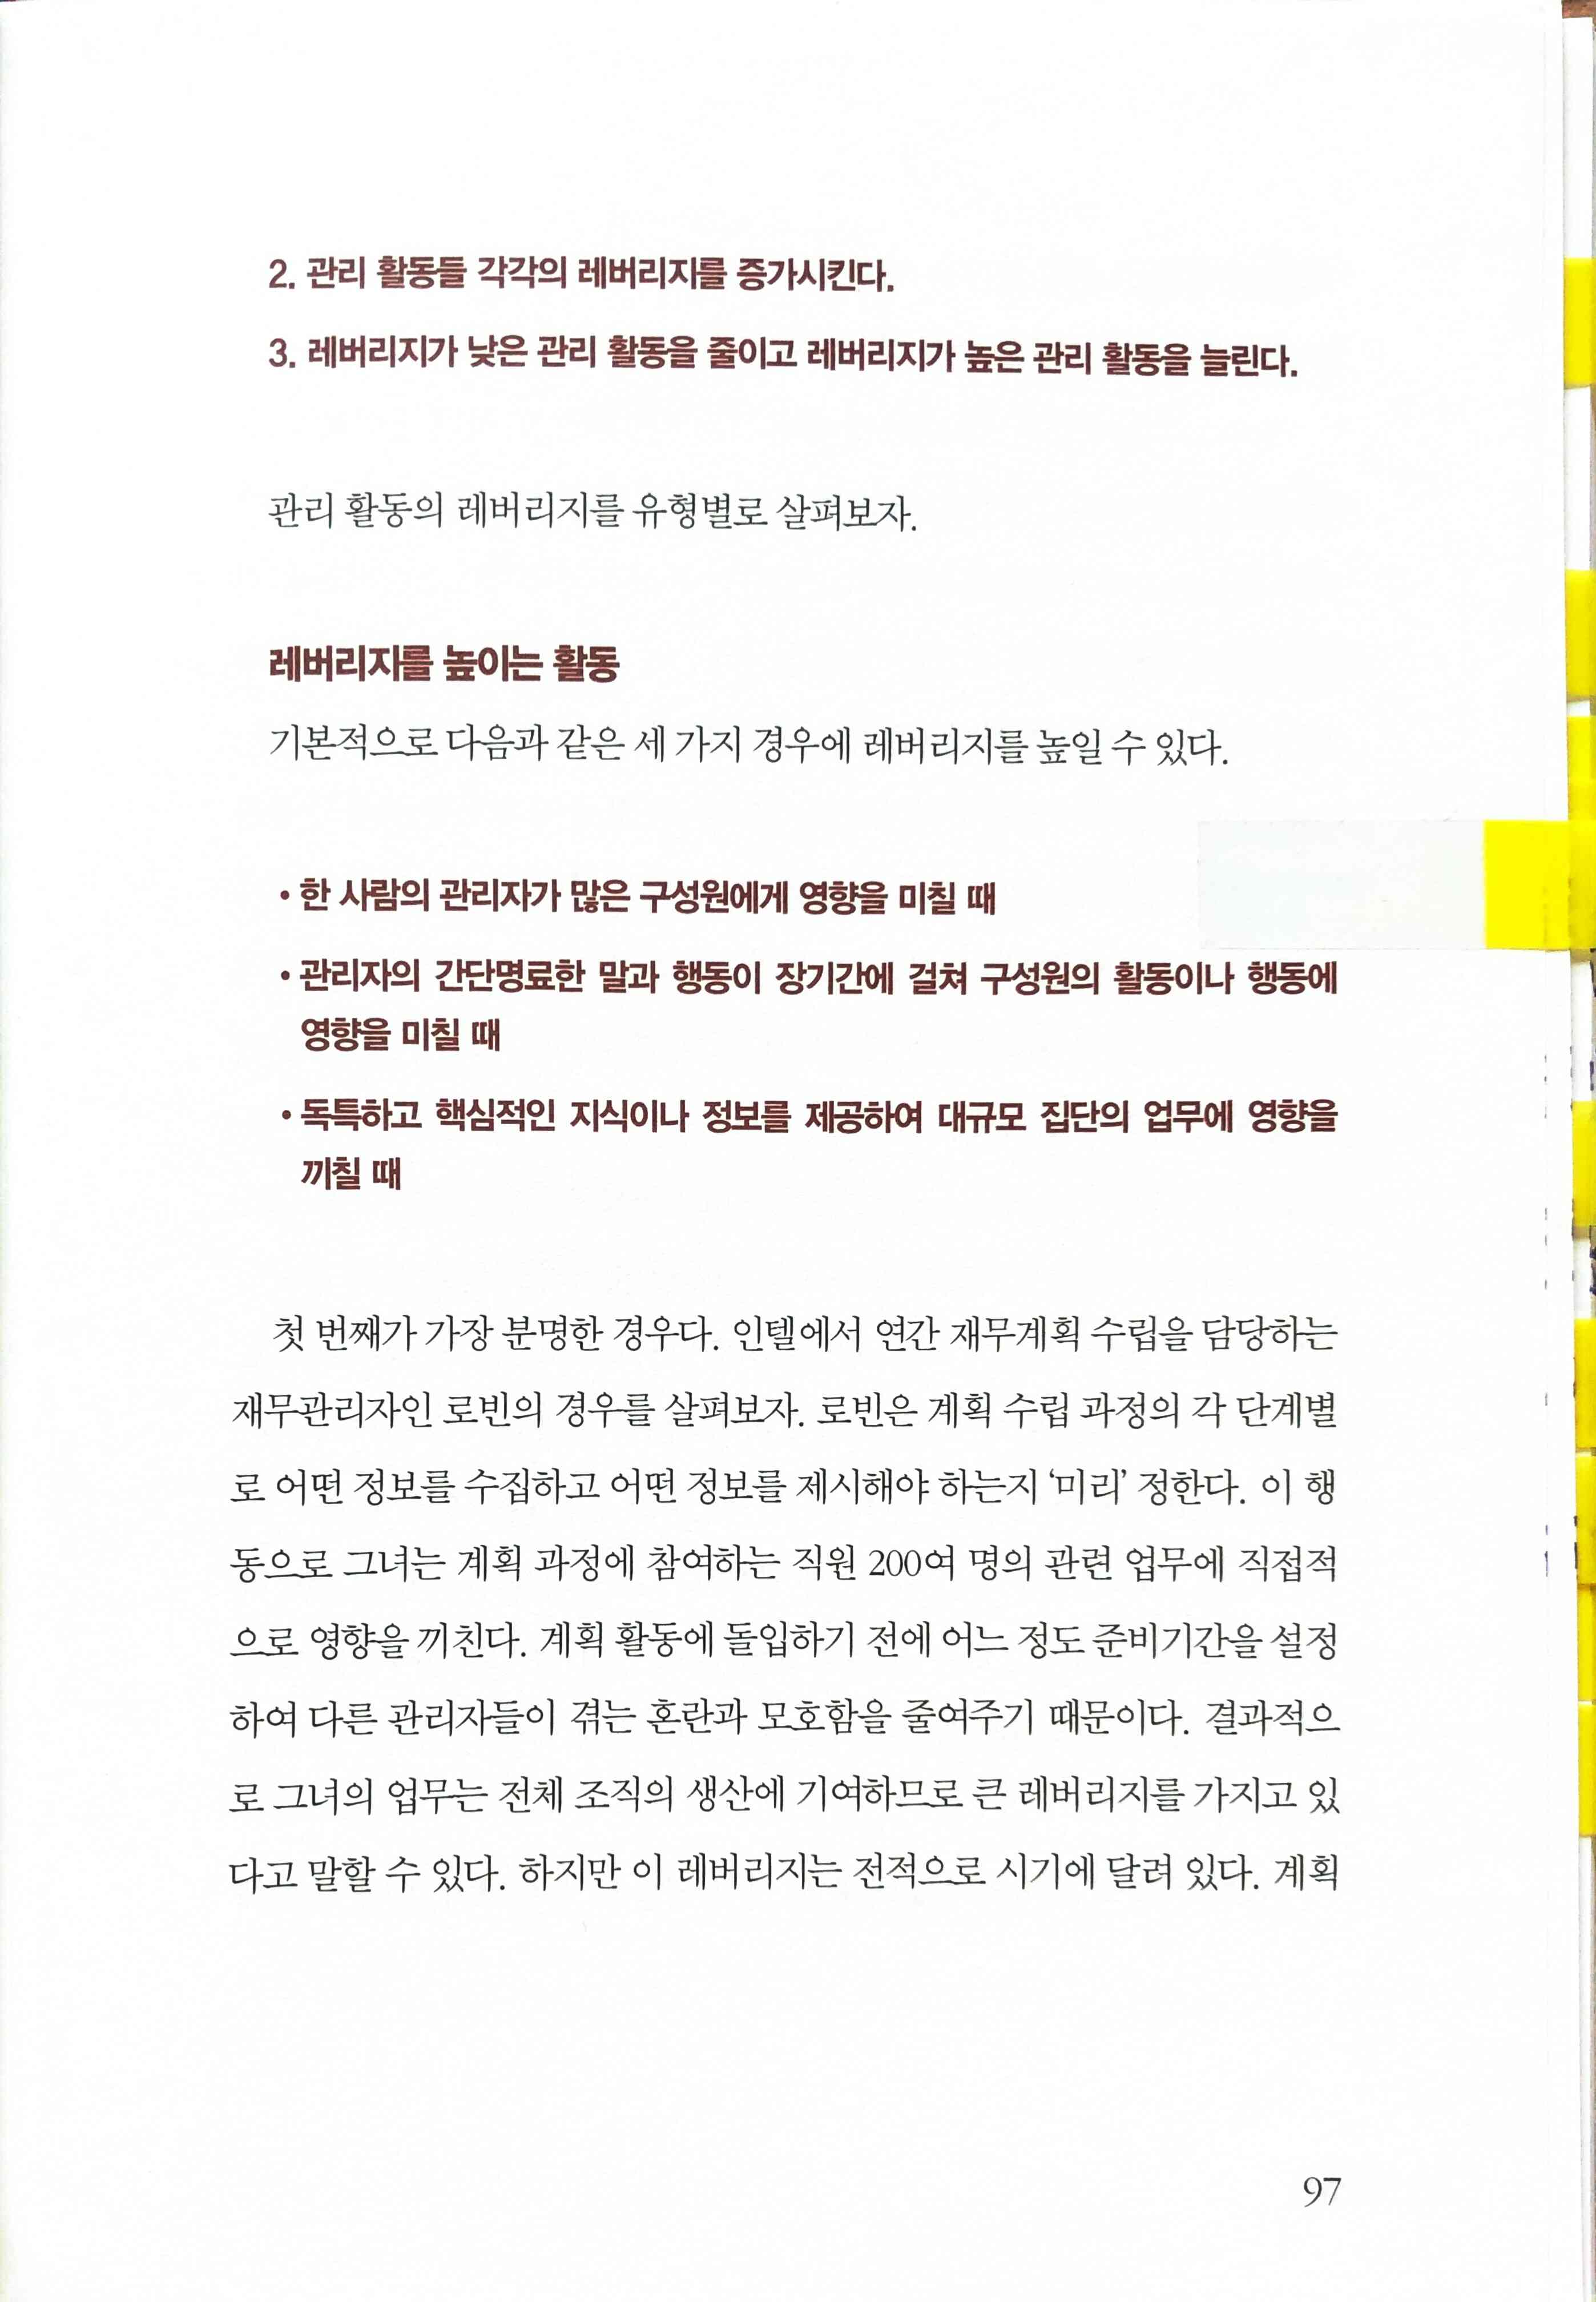 2. 관리 활동들 각각의 레버리지를 증가시킨다.
3. 레버리지가 낮은 관리 활동을 줄이고 레버리지가 높은 관리 활동을 늘린다.
관리 활동의 레버리지를 유형별로 살펴보자.
레버리지를 높이는 활동
기본적으로 다음과 같은 세 가지 경우에 레버리지를 높일 수 있다.
• 한 사람의 관리자가 많은 구성원에게 영향을 미칠 때
• 관리자의 간단명료한 말과 행동이 장기간에 걸쳐 구성원의 활동이나 행동에
영향을 미칠 때
• 독특하고 핵심적인 지식이나 정보를 제공하여 대규모 집단의 업무에 영향을
끼칠 때
첫 번째가 가장 분명한 경우다. 인텔에서 연간 재무계획 수립을 담당하는
재무관리자인 로빈의 경우를 살펴보자. 로빈은 계획 수립 과정의 각 단계별
로 어떤 정보를 수집하고 어떤 정보를 제시해야 하는지 ‘미리’ 정한다. 이 행
동으로 그녀는 계획 과정에 참여하는 직원 200여 명의 관련 업무에 직접적
으로 영향을 끼친다. 계획 활동에 돌입하기 전에 어느 정도 준비기간을 설정
하여 다른 관리자들이 겪는 혼란과 모호함을 줄여주기 때문이다. 결과적으
로 그녀의 업무는 전체 조직의 생산에 기여하므로 큰 레버리지를 가지고 있
다고 말할 수 있다. 하지만 이 레버리지는 전적으로 시기에 달려 있다. 계획
97